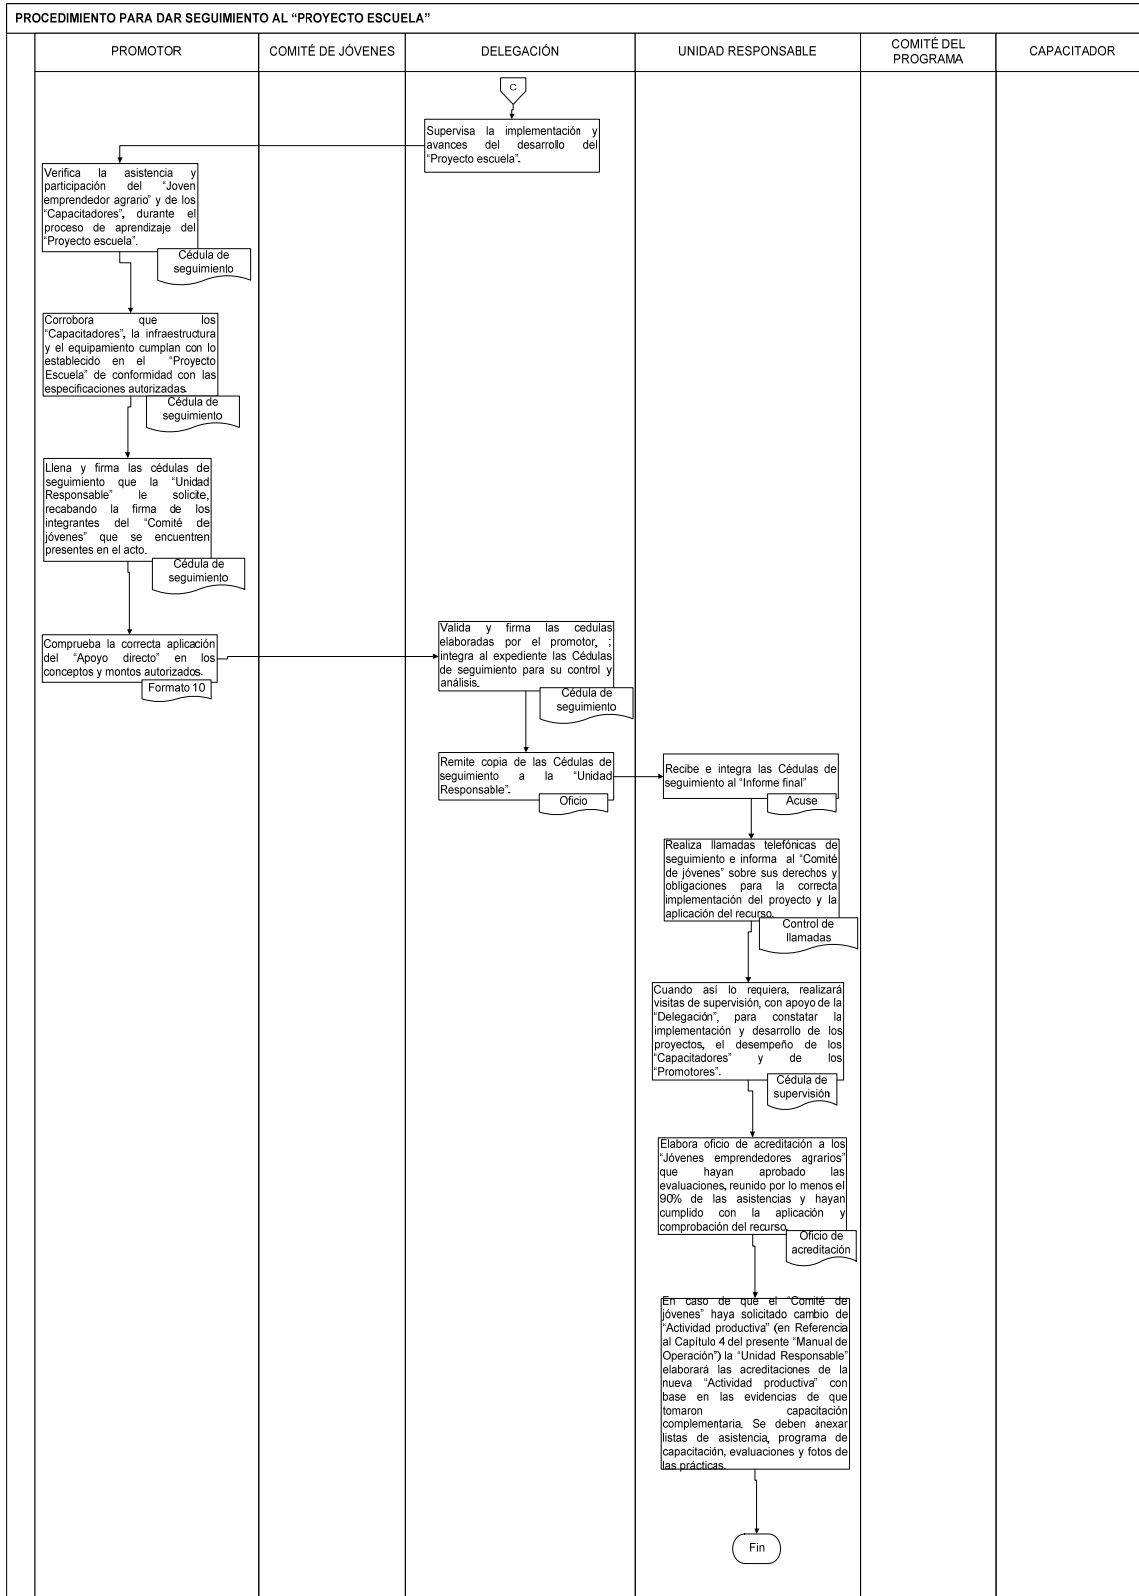 PROCEDIMIENTO PARA DAR SEGUIMIENTO AL “PROYECTO ESCUELA”
PROMOTOR
COMITÉ DE JÓVENES
DELEGACIÓN
UNIDAD RESPONSABLE
COMITÉ DEL
PROGRAMA
CAPACITADOR
C
Supervisa la implementación y
avances del desarrollo del
“Proyecto escuela”.
Verifica la asistencia y
participación del “Joven
emprendedor agrario” y de los
“Capacitadores”, durante el
proceso de aprendizaje del
“Proyecto escuela”.
Cédula de
seguimiento
Corrobora que los
“Capacitadores”, la infraestructura
y el equipamiento cumplan con lo
establecido en el “Proyecto
Escuela” de conformidad con las
especificaciones autorizadas.
Cédula de
seguimiento
Llena y firma las cédulas de
seguimiento que la “Unidad
Responsable” le solicite,
recabando la firma de los
integrantes del “Comité de
jóvenes” que se encuentren
presentes en el acto.
Cédula de
seguimiento
Comprueba la correcta aplicación
del “Apoyo directo” en los
conceptos y montos autorizados.
Formato 10
Valida y firma las cedulas
elaboradas por el promotor, ;
integra al expediente las Cédulas
de seguimiento para su control y
análisis.
Cédula de
seguimiento
Remite copia de las Cédulas de
seguimiento a la “Unidad
Responsable”.
Oficio
Recibe e integra las Cédulas de
seguimiento al “Informe final”
Acuse
Realiza llamadas telefónicas de
seguimiento e informa al “Comité
de jóvenes” sobre sus derechos y
obligaciones para la correcta
implementación del proyecto y la
aplicación del recurso.
Control de
llamadas
Cuando así lo requiera, realizará
visitas de supervisión, con apoyo de la
“Delegación”, para constatar la
implementación y desarrollo de los
proyectos, el desempeño de los
“Capacitadores” y de los
“Promotores”.
Cédula de
supervisión
Elabora oficio de acreditación a los
“Jóvenes emprendedores agrarios”
que hayan aprobado las
evaluaciones, reunido por lo menos el
90% de las asistencias y hayan
cumplido con la aplicación y
comprobación del recurso.
Oficio de
acreditación
En caso de que el “Comité de
jóvenes” haya solicitado cambio de
“Actividad productiva” (en Referencia
al Capítulo 4 del presente “Manual de
Operación”) la “Unidad Responsable”
elaborará las acreditaciones de la
nueva “Actividad productiva” con
base en las evidencias de que
tomaron capacitación
complementaria. Se deben anexar
listas de asistencia, programa de
capacitación, evaluaciones y fotos de
las prácticas.
Fin